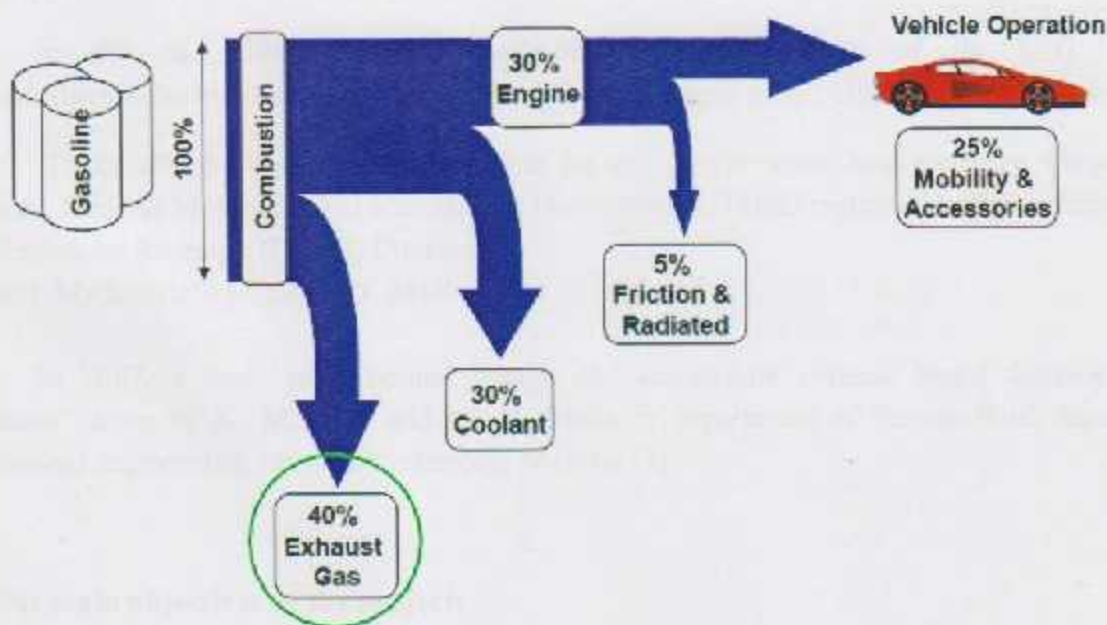 Vehicle Operation
Gasoline
100%
Combustion
30%
Engine
25%
Mobility &
Accessories
5%
Friction &
Radiated
30%
Coolant
40%
Exhaust
Gas